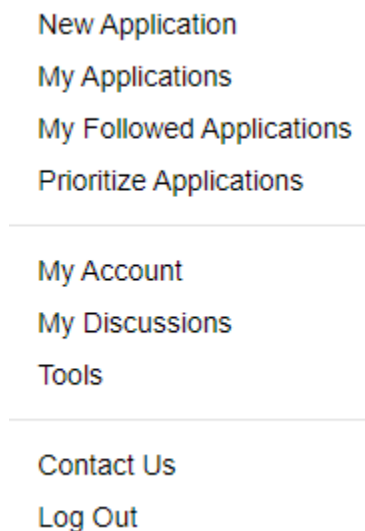 New Application
My Applications
My Followed Applications
Prioritize Applications
My Account
My Discussions
Tools
Contact Us
Log Out